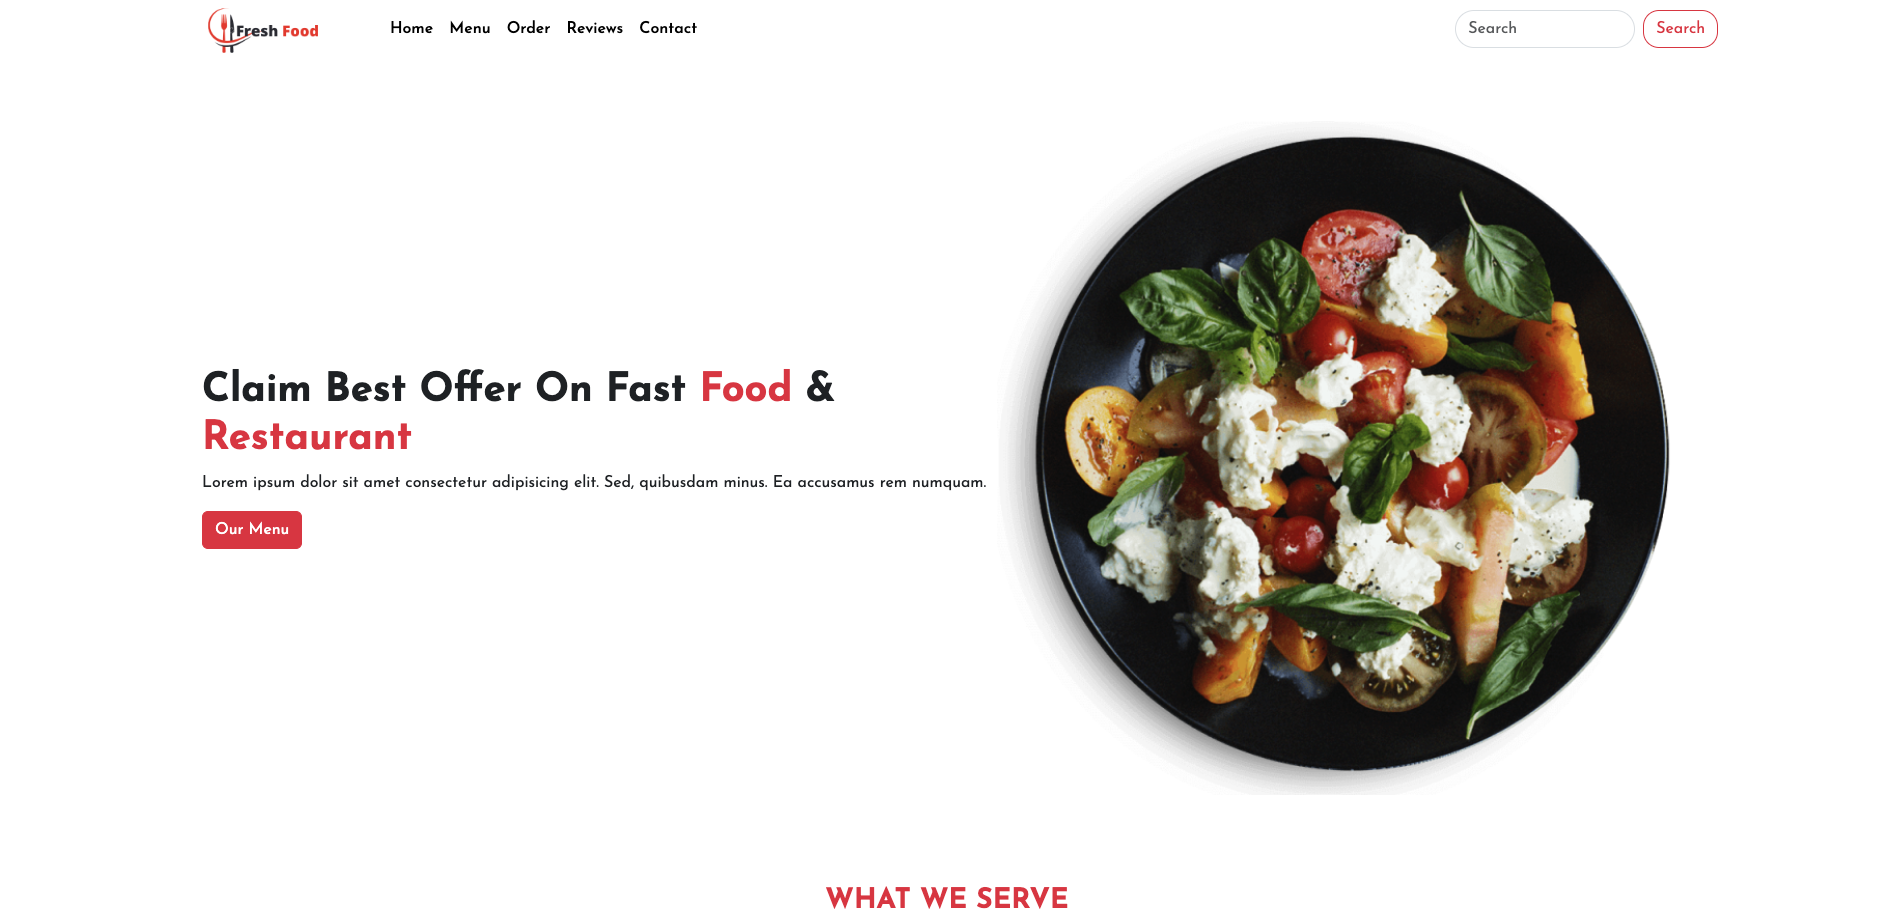 Fresh Food
Home Menu Order Reviews Contact
Search
Search
Claim Best Offer On Fast Food &
Restaurant
Lorem ipsum dolor sit amet consectetur adipisicing elit. Sed, quibusdam minus. Ea accusamus rem numquam.
Our Menu
WHAT WE SERVE